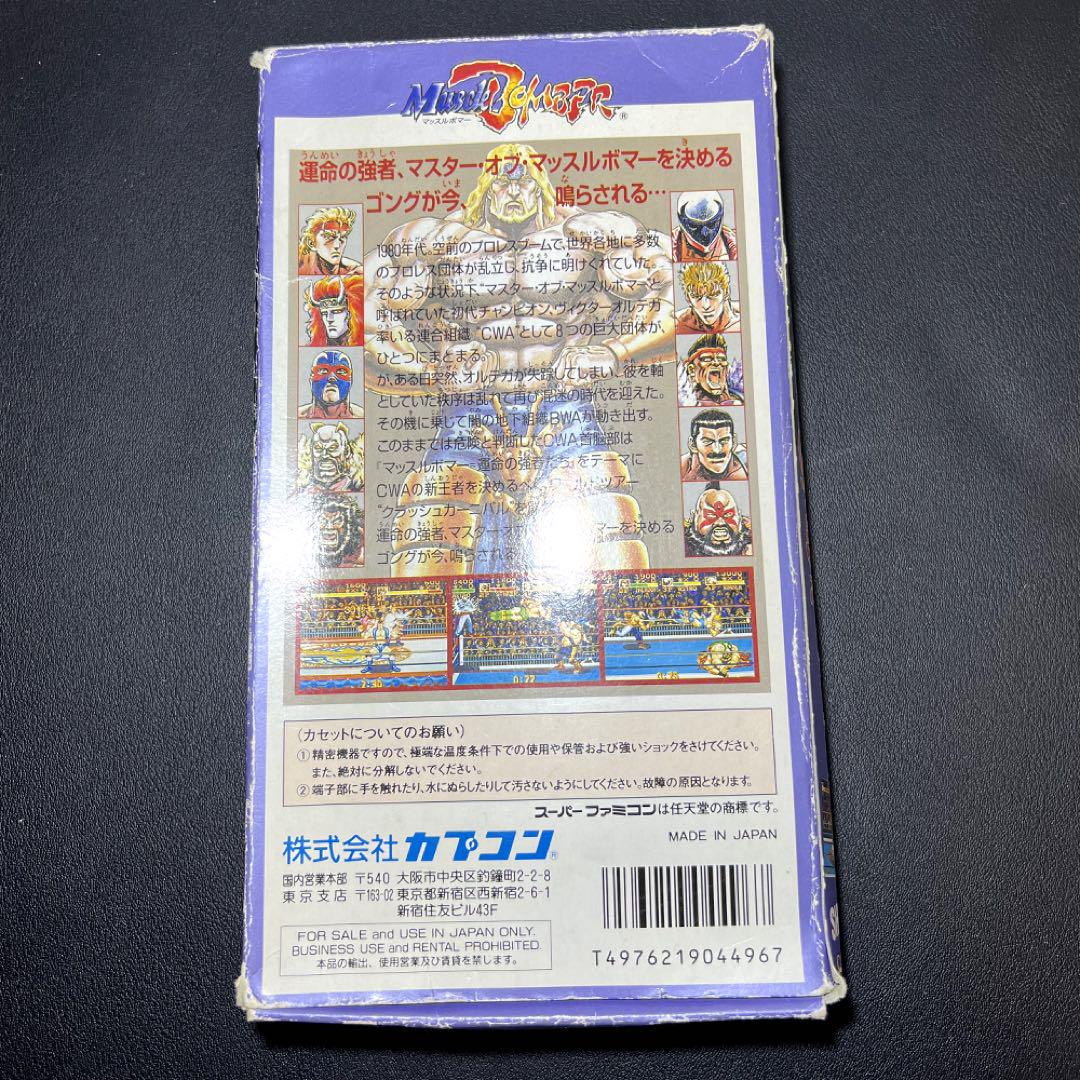 Muscle Bomber®
マッスルボマー
運命の強者、マスター・オブ・マッスルボマーを決める
ゴングが今、鳴らされる…
1980年代。空前のプロレスブームで、世界各地に多数
のプロレス団体が乱立し、抗争に明けくれていた。
そのような状況下、“マスター・オブ・マッスルボマー”と
呼ばれていた初代チャンピオン、ヴィクターオルテガ
率いる連合組織“CWA”として8つの巨大団体が、
ひとつにまとまる。
が、ある日突然、オルテガが失踪してしまい、彼を軸
としていた秩序は乱れて再び混迷の時代を迎えた。
その機に乗じて闇の地下組織BWAが動き出す。
このままでは危険と判断したCWA首脳部は
「マッスルボマー=運命の強者たち」をテーマに
CWAの新王者を決める ルドツアー
“クラッシュカーニバル”を
運命の強者、マスター ボマーを決める
ゴングが今、鳴らされる
0:22
(カセットについてのお願い)
①精密機器ですので、極端な温度条件下での使用や保管および強いショックをさけてください。
また、絶対に分解しないでください。
②端子部に手を触れたり、水にぬらしたりして汚さないようにしてください。故障の原因となります。
スーパーファミコンは任天堂の商標です。
株式会社カプコン®
MADE IN JAPAN
国内営業本部 〒540 大阪市中央区釣鐘町2-2-8
東京支店 〒163-02 東京都新宿区西新宿2-6-1
新宿住友ビル43F
FOR SALE and USE IN JAPAN ONLY.
BUSINESS USE and RENTAL PROHIBITED.
本品の輸出、使用営業及び賃貸を禁じます。
T4976219044967